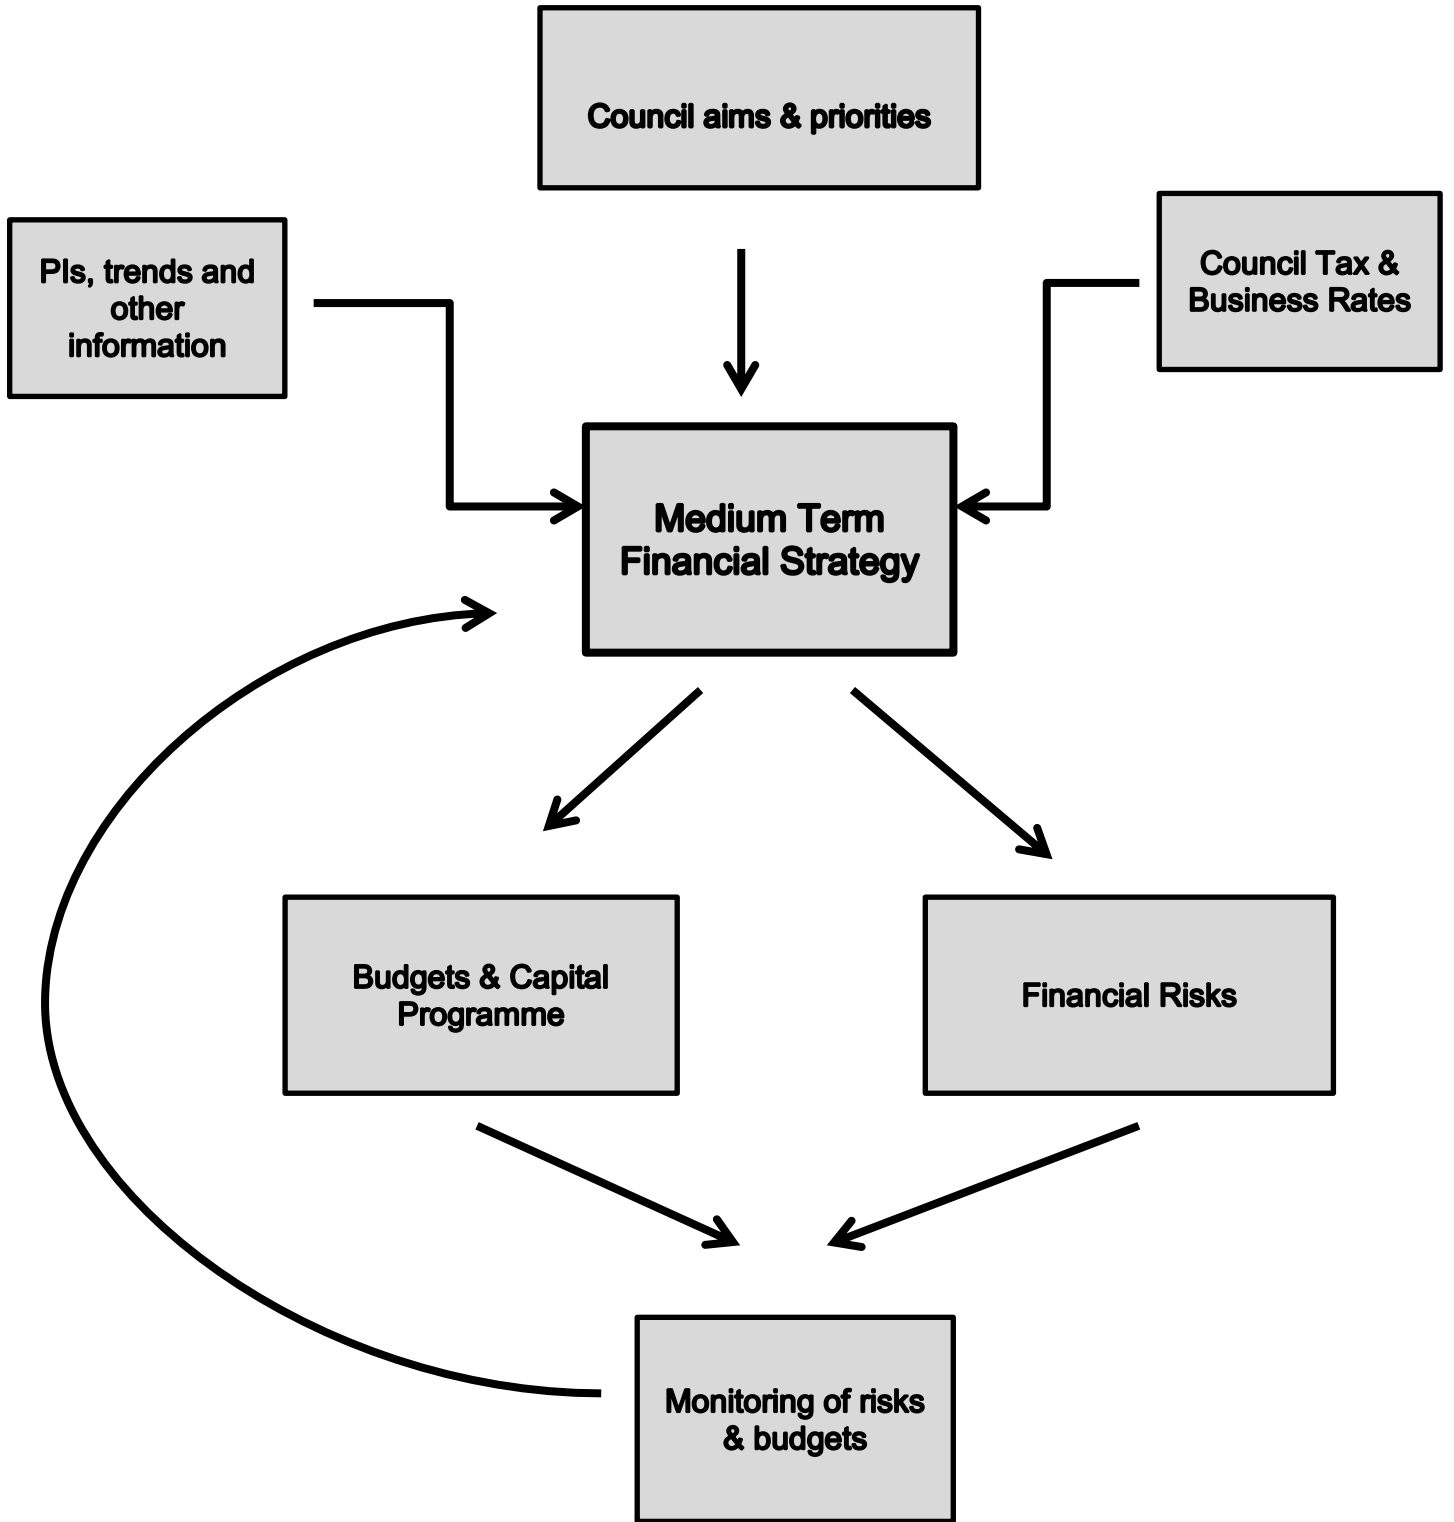 Council aims & priorities
PIs, trends and
other
information
Council Tax &
Business Rates
Medium Term
Financial Strategy
Budgets & Capital
Programme
Financial Risks
Monitoring of risks
& budgets